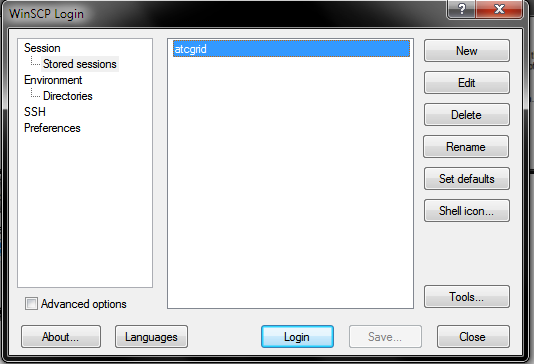 WinSCP Login
?
Session
Stored sessions
Environment
Directories
SSH
Preferences
atcgrid
New
Edit
Delete
Rename
Set defaults
Shell icon...
Tools...
Advanced options
About...
Languages
Login
Save...
Close